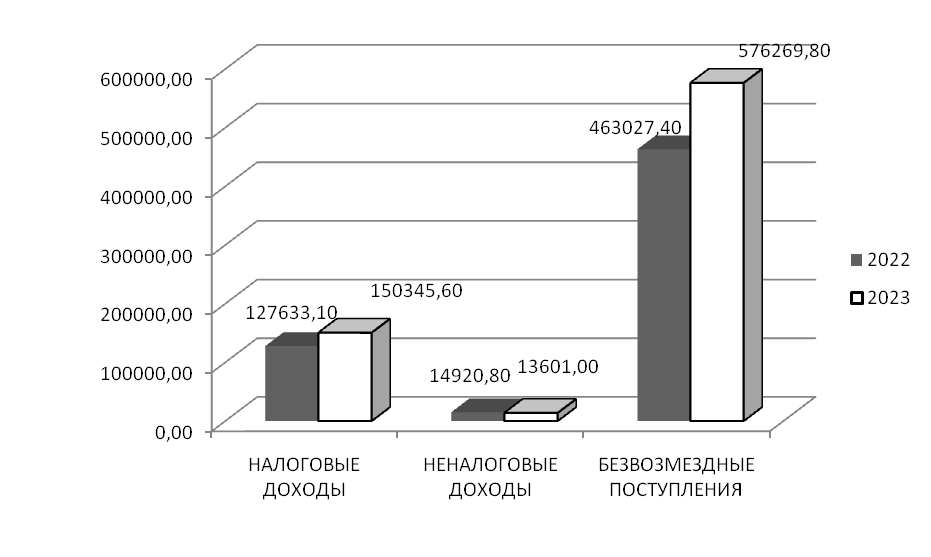 576269,80
600000,00
500000,00
463027,40
400000,00
300000,00
2022
150345,60
2023
200000,00
127633,10
100000,00
14920,80
13601,00
0,00
НАЛОГОВЫЕ
ДОХОДЫ
НЕНАЛОГОВЫЕ
ДОХОДЫ
БЕЗВОЗМЕЗДНЫЕ
ПОСТУПЛЕНИЯ